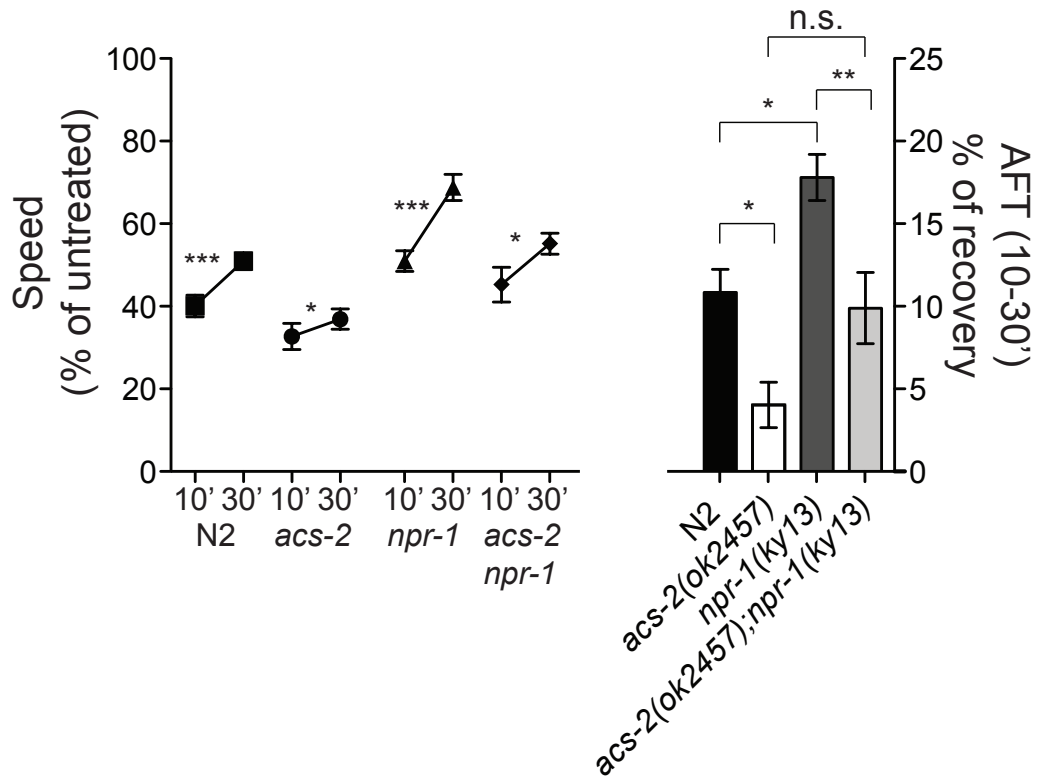 Speed
(% of untreated)
100
80
60
40
20
0
***
*
***
*
10’ 30’ 10’ 30’ 10’ 30’ 10’ 30’
N2 acs-2 npr-1 acs-2
npr-1
n.s.
**
*
*
25
20
15
10
5
0
AFT (10-30’)
% of recovery
N2
acs-2(ok2457)
npr-1(ky13)
acs-2(ok2457);npr-1(ky13)